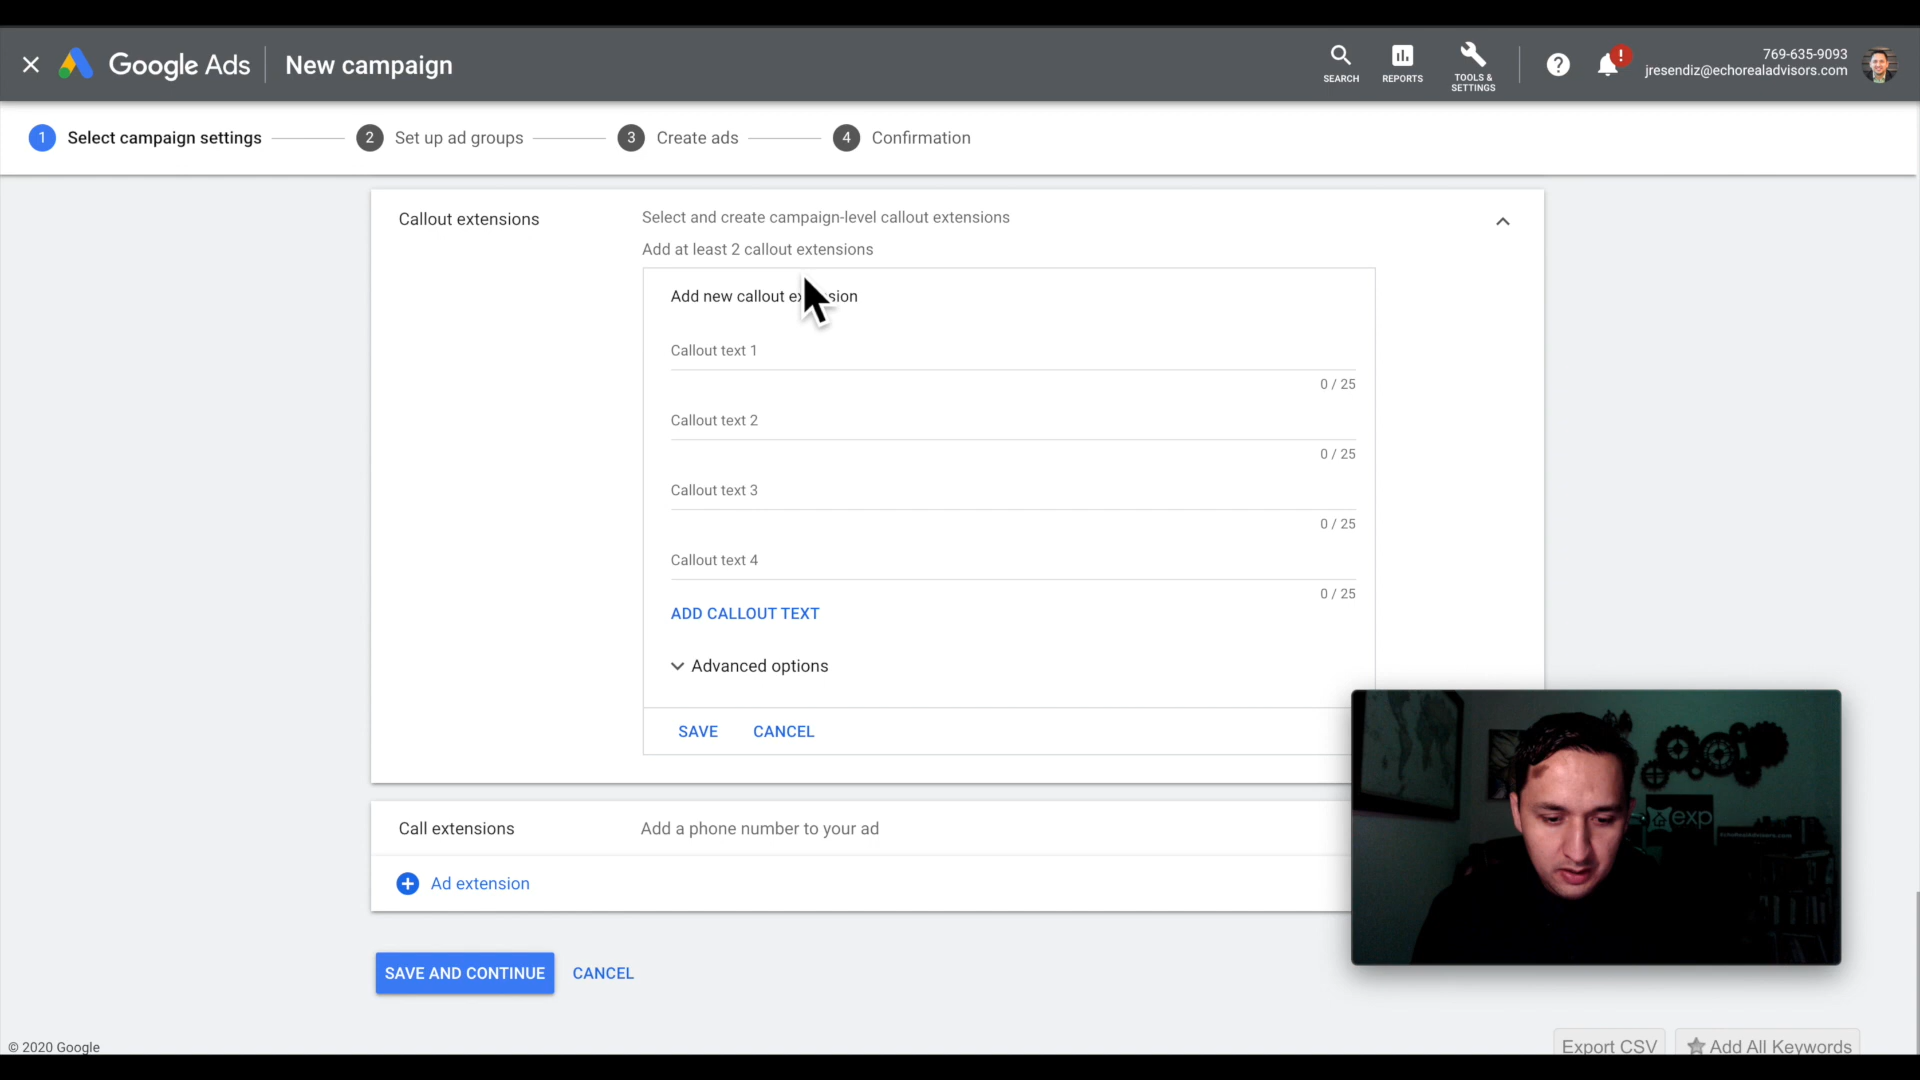 Google Ads
New campaign
SEARCH
REPORTS
TOOLS &
SETTINGS
?
!
769-635-9093
jresendiz@echorealadvisors.com
1 Select campaign settings
2 Set up ad groups
3 Create ads
4 Confirmation
Callout extensions
Select and create campaign-level callout extensions
Add at least 2 callout extensions
Add new callout ex sion
Callout text 1
0 / 25
Callout text 2
0 / 25
Callout text 3
0 / 25
Callout text 4
0 / 25
ADD CALLOUT TEXT
Advanced options
SAVE
CANCEL
Call extensions
Add a phone number to your ad
Ad extension
exp
SAVE AND CONTINUE
CANCEL
© 2020 Google
Export CSV
Add All Keywords